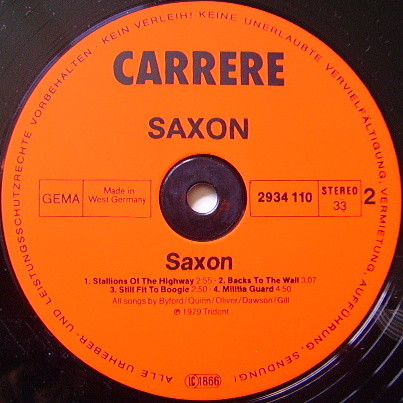 ALLE URHEBER- UND LEISTUNGSSCHUTZRECHTE VORBEHALTEN · KEIN VERLEIH! KEINE UNERLAUBTE VERVIELFÄLTIGUNG, VERMIETUNG, AUFFÜHRUNG, SENDUNG!
CARRERE
SAXON
GEMA
Made in
West Germany
2934 110
STEREO
33
2
Saxon
1. Stallions Of The Highway 2:55 · 2. Backs To The Wall 3:07
3. Still Fit To Boogie 2:50 · 4. Militia Guard 4:50
All songs by Byford/Quinn/Oliver/Dawson/Gill
℗ 1979 Trident
LC 1866